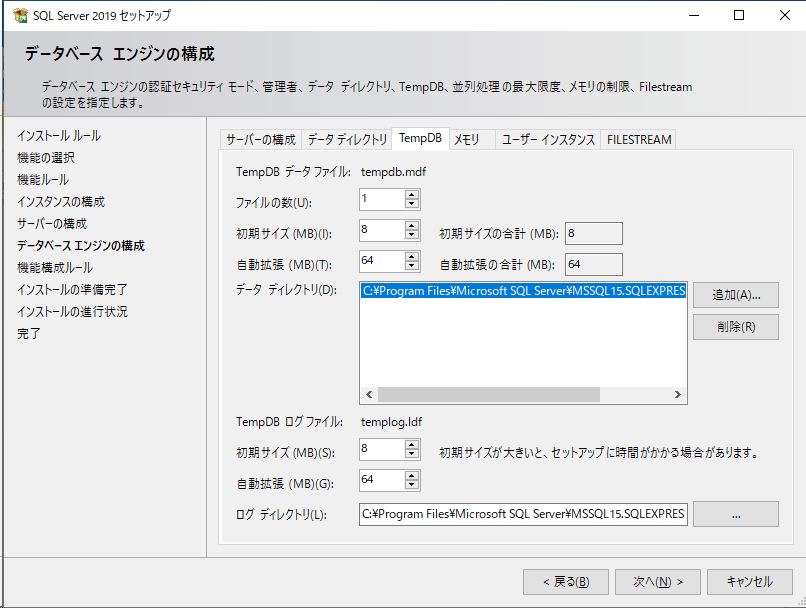 SQL Server 2019 セットアップ
データベース エンジンの構成
データベース エンジンの認証セキュリティ モード、管理者、データ ディレクトリ、TempDB、並列処理の最大限度、メモリの制限、Filestream
の設定を指定します。
インストール ルール
機能の選択
機能ルール
インスタンスの構成
サーバーの構成
データベース エンジンの構成
機能構成ルール
インストールの準備完了
インストールの進行状況
完了
サーバーの構成 データ ディレクトリ TempDB メモリ ユーザー インスタンス FILESTREAM
TempDB データ ファイル: tempdb.mdf
ファイルの数(U): 1
初期サイズ (MB)(I): 8 初期サイズの合計 (MB): 8
自動拡張 (MB)(T): 64 自動拡張の合計 (MB): 64
データ ディレクトリ(D): C:¥Program Files¥Microsoft SQL Server¥MSSQL15.SQLEXPRES 追加(A)...
削除(R)
TempDB ログ ファイル: templog.ldf
初期サイズ (MB)(S): 8 初期サイズが大きいと、セットアップに時間がかかる場合があります。
自動拡張 (MB)(G): 64
ログ ディレクトリ(L): C:¥Program Files¥Microsoft SQL Server¥MSSQL15.SQLEXPRES ...
< 戻る(B) 次へ(N) > キャンセル